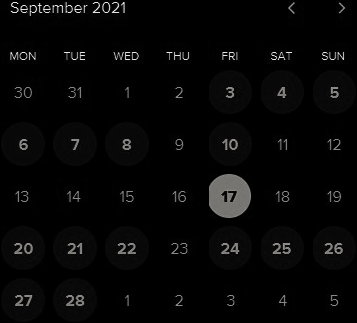 September 2021
MON TUE WED THU FRI SAT SUN
30 31 1 2 3 4 5
6 7 8 9 10 11 12
13 14 15 16 17 18 19
20 21 22 23 24 25 26
27 28 1 2 3 4 5